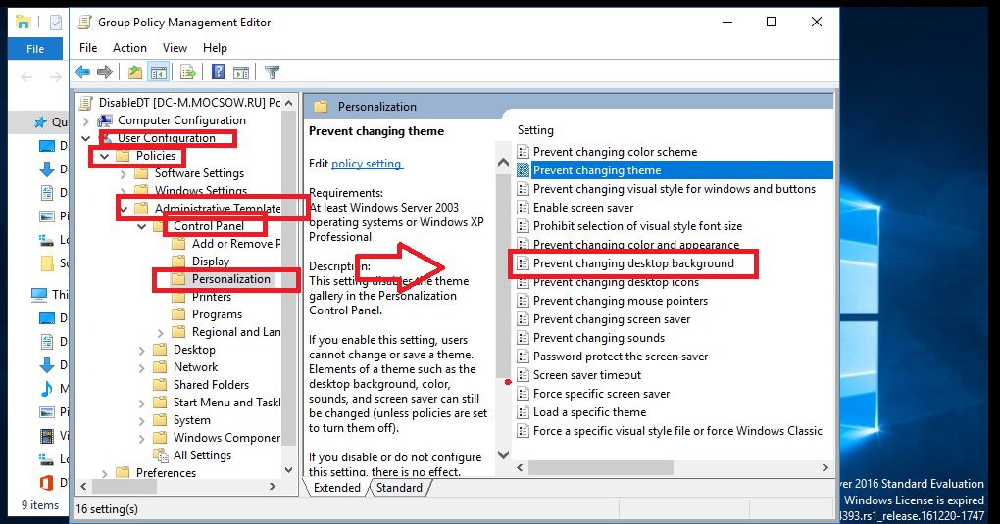 Group Policy Management Editor
File Action View Help
File
DisableDT [DC-M.MOCSOW.RU] Po
Computer Configuration
User Configuration
Policies
Software Settings
Windows Settings
Administrative Template
Control Panel
Add or Remove P
Display
Personalization
Printers
Programs
Regional and Lan
Desktop
Network
Shared Folders
Start Menu and Taskl
System
Windows Componen
All Settings
Preferences
Qu
D
D
D
Pi
Lo
So
Thi
D
D
D
M
Pi
Vi
Lo
D
9 items
Personalization
Prevent changing theme
Edit policy setting
Requirements:
At least Windows Server 2003
operating systems or Windows XP
Professional
Description:
This setting disables the theme
gallery in the Personalization
Control Panel.
If you enable this setting, users
cannot change or save a theme.
Elements of a theme such as the
desktop background, color,
sounds, and screen saver can still
be changed (unless policies are set
to turn them off).
If you disable or do not configure
this setting, there is no effect.
Setting
Prevent changing color scheme
Prevent changing theme
Prevent changing visual style for windows and buttons
Enable screen saver
Prohibit selection of visual style font size
Prevent changing color and appearance
Prevent changing desktop background
Prevent changing desktop icons
Prevent changing mouse pointers
Prevent changing screen saver
Prevent changing sounds
Password protect the screen saver
Screen saver timeout
Force specific screen saver
Load a specific theme
Force a specific visual style file or force Windows Classic
Extended Standard
16 setting(s)
ver 2016 Standard Evaluation
Windows License is expired
4393.rs1_release.161220-1747